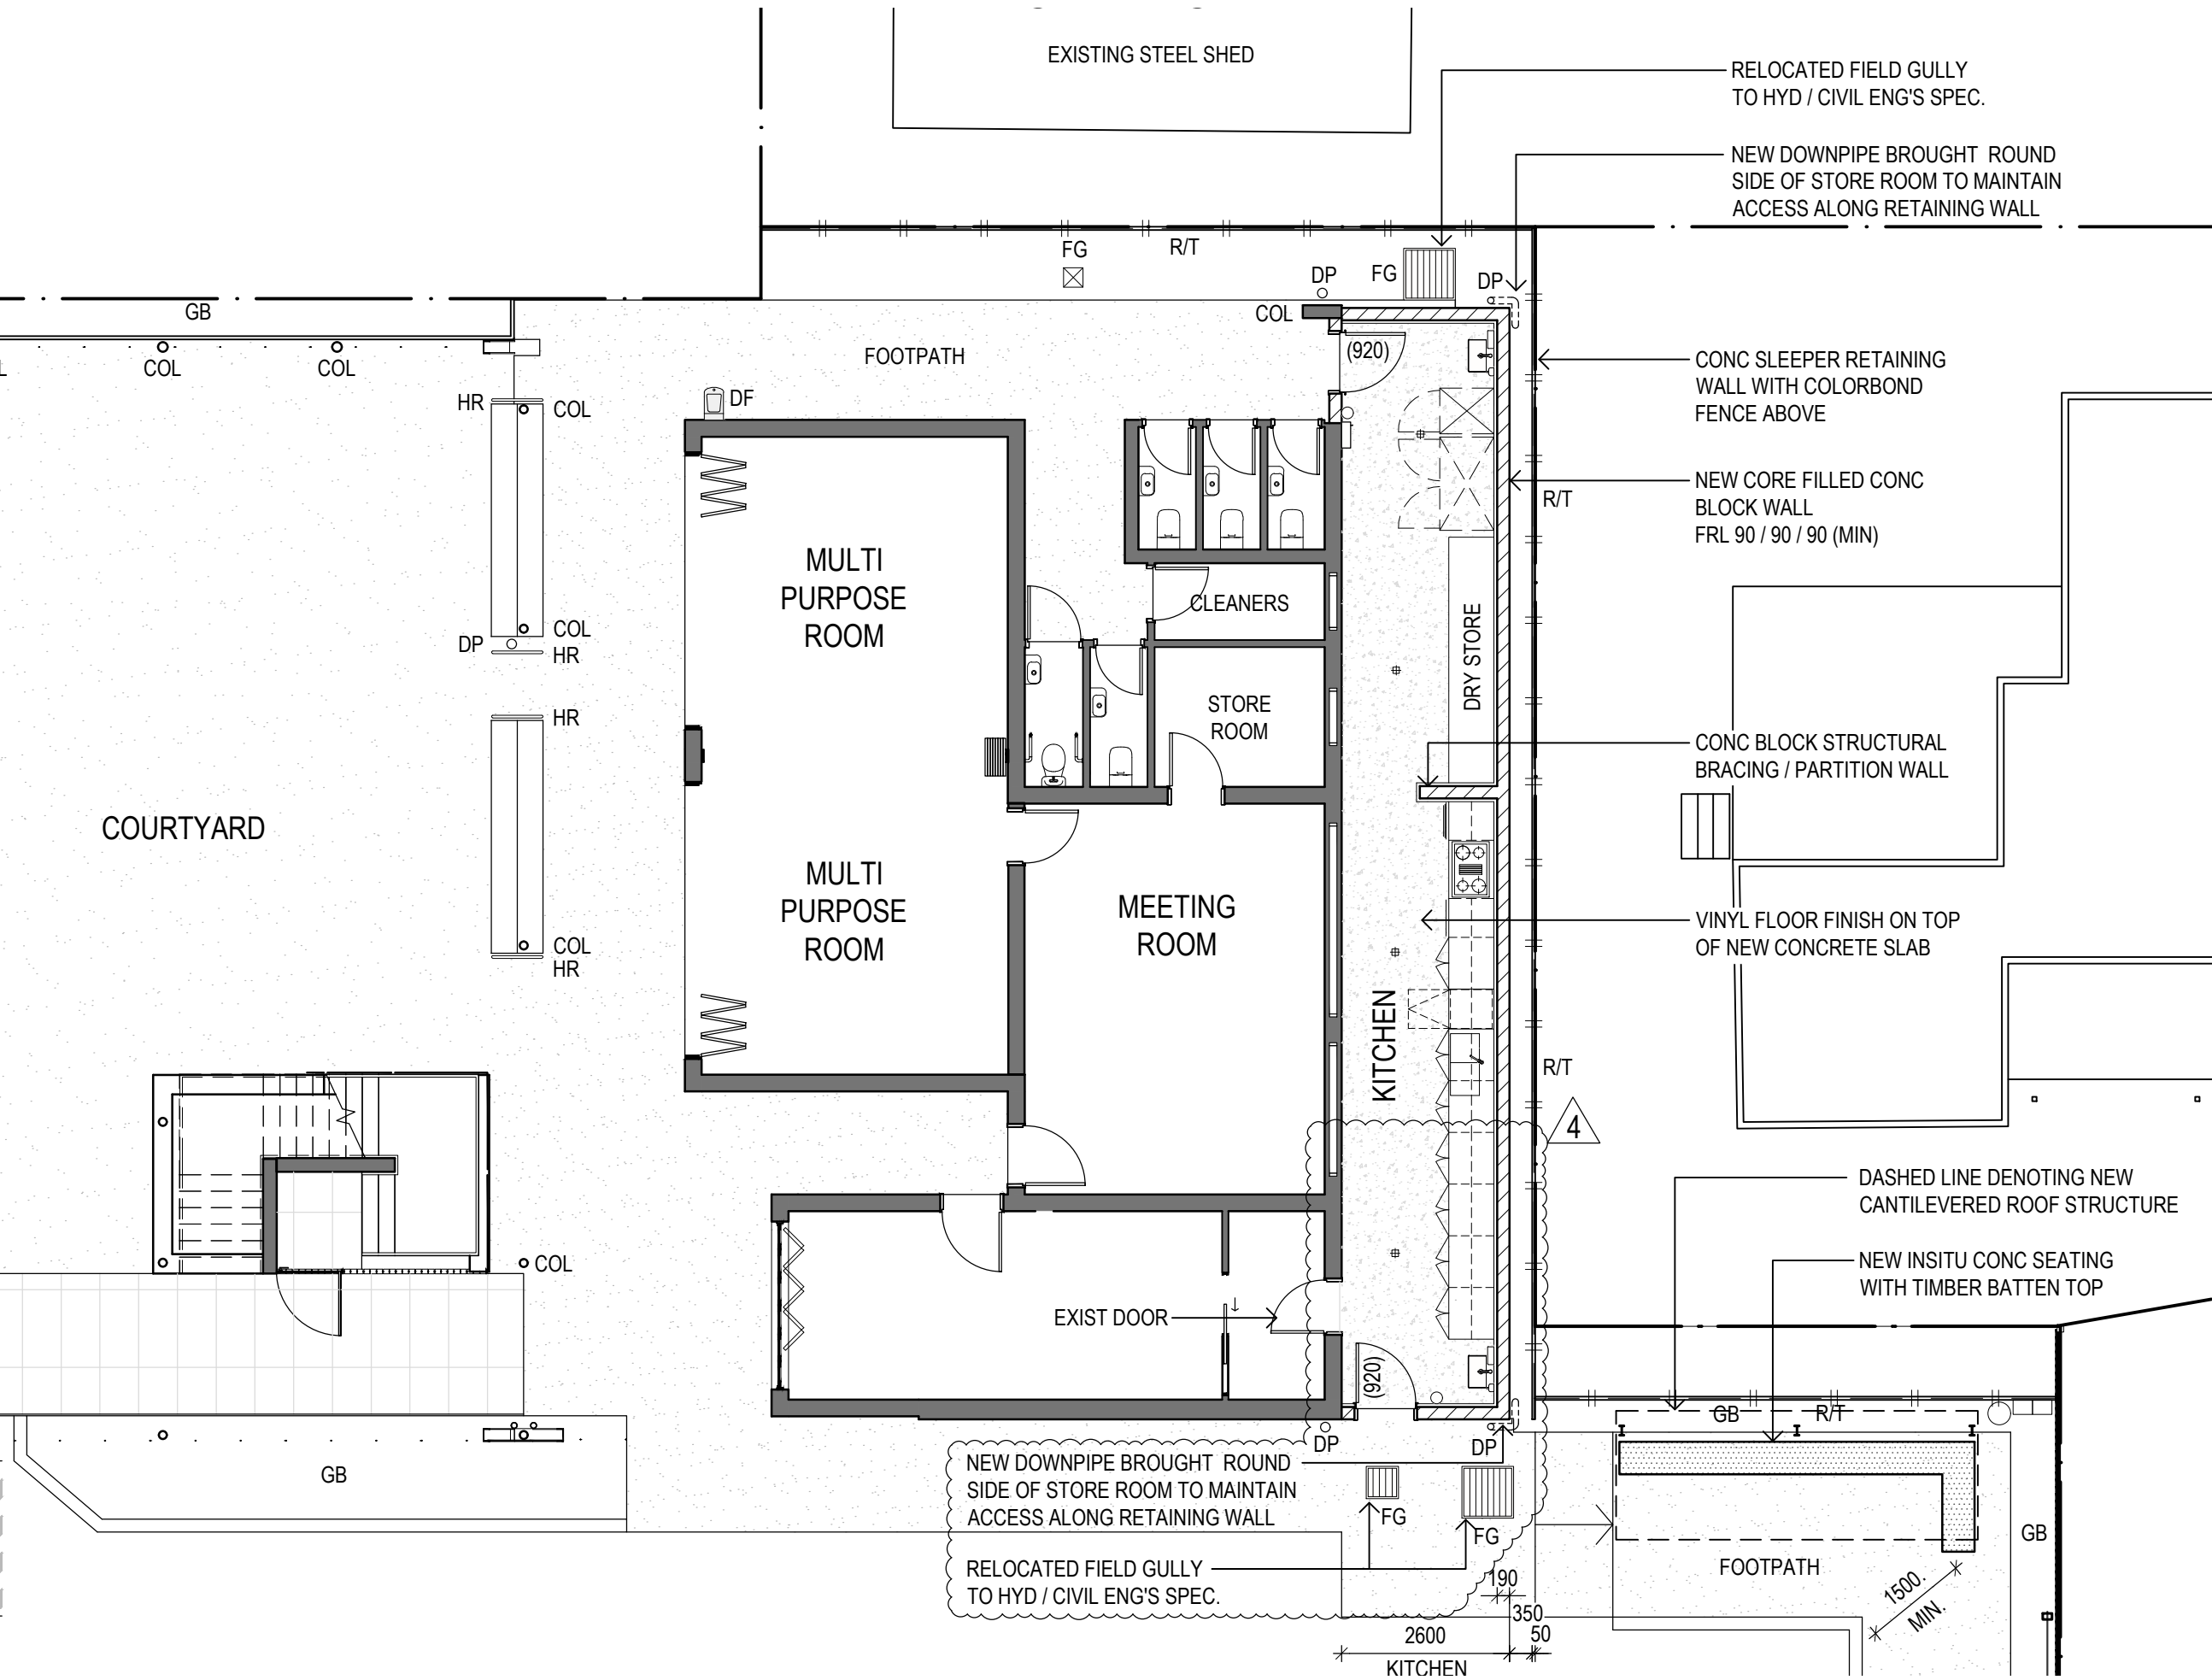 EXISTING STEEL SHED
RELOCATED FIELD GULLY
TO HYD / CIVIL ENG'S SPEC.
NEW DOWNPIPE BROUGHT ROUND
SIDE OF STORE ROOM TO MAINTAIN
ACCESS ALONG RETAINING WALL
FG
R/T
DP
FG
DP
GB
COL
COL
COL
FOOTPATH
(920)
CONC SLEEPER RETAINING
WALL WITH COLORBOND
FENCE ABOVE
HR
COL
DF
NEW CORE FILLED CONC
BLOCK WALL
FRL 90 / 90 / 90 (MIN)
R/T
MULTI
PURPOSE
ROOM
CLEANERS
DRY STORE
COL
DP
HR
HR
STORE
ROOM
CONC BLOCK STRUCTURAL
BRACING / PARTITION WALL
COURTYARD
MULTI
PURPOSE
ROOM
MEETING
ROOM
VINYL FLOOR FINISH ON TOP
OF NEW CONCRETE SLAB
COL
HR
KITCHEN
R/T
4
DASHED LINE DENOTING NEW
CANTILEVERED ROOF STRUCTURE
NEW INSITU CONC SEATING
WITH TIMBER BATTEN TOP
COL
EXIST DOOR
(920)
GB
R/T
DP
DP
GB
NEW DOWNPIPE BROUGHT ROUND
SIDE OF STORE ROOM TO MAINTAIN
ACCESS ALONG RETAINING WALL
FG
FG
GB
RELOCATED FIELD GULLY
TO HYD / CIVIL ENG'S SPEC.
FOOTPATH
190
1500.
MIN.
350
2600
50
KITCHEN